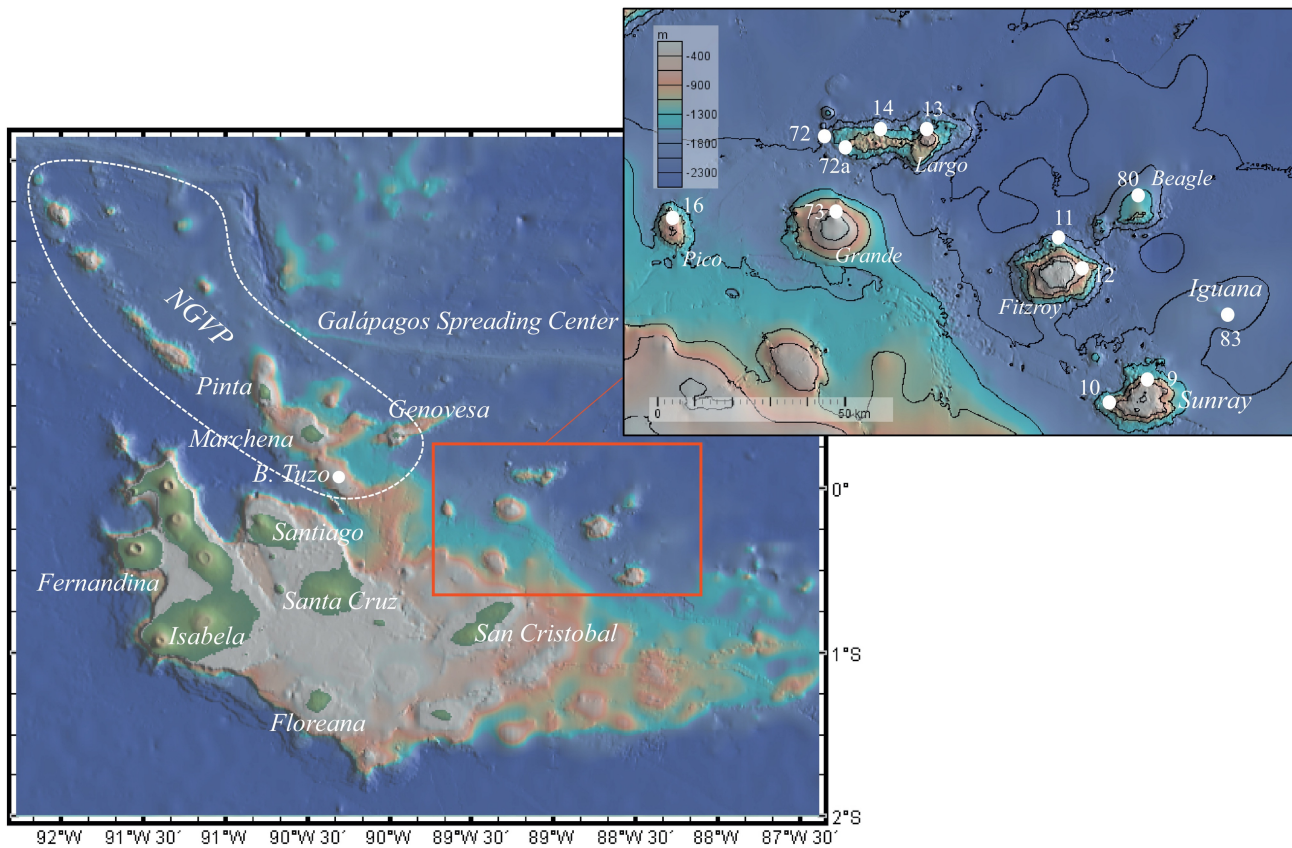 m
-400
-900
-1300
-1800
-2300
14
13
72
72a
Largo
80
Beagle
16
73
11
Pico
Grande
12
Fitzroy
Iguana
83
9
10
Sunray
0
50 km
NGVP
Galápagos Spreading Center
Pinta
Genovesa
Marchena
B. Tuzo
0°
Santiago
Fernandina
Santa Cruz
Isabela
San Cristobal
1°S
Floreana
2°S
92°W
91°W 30´
91°W
90°W 30´
90°W
89°W 30´
89°W
88°W 30´
88°W
87°W 30´